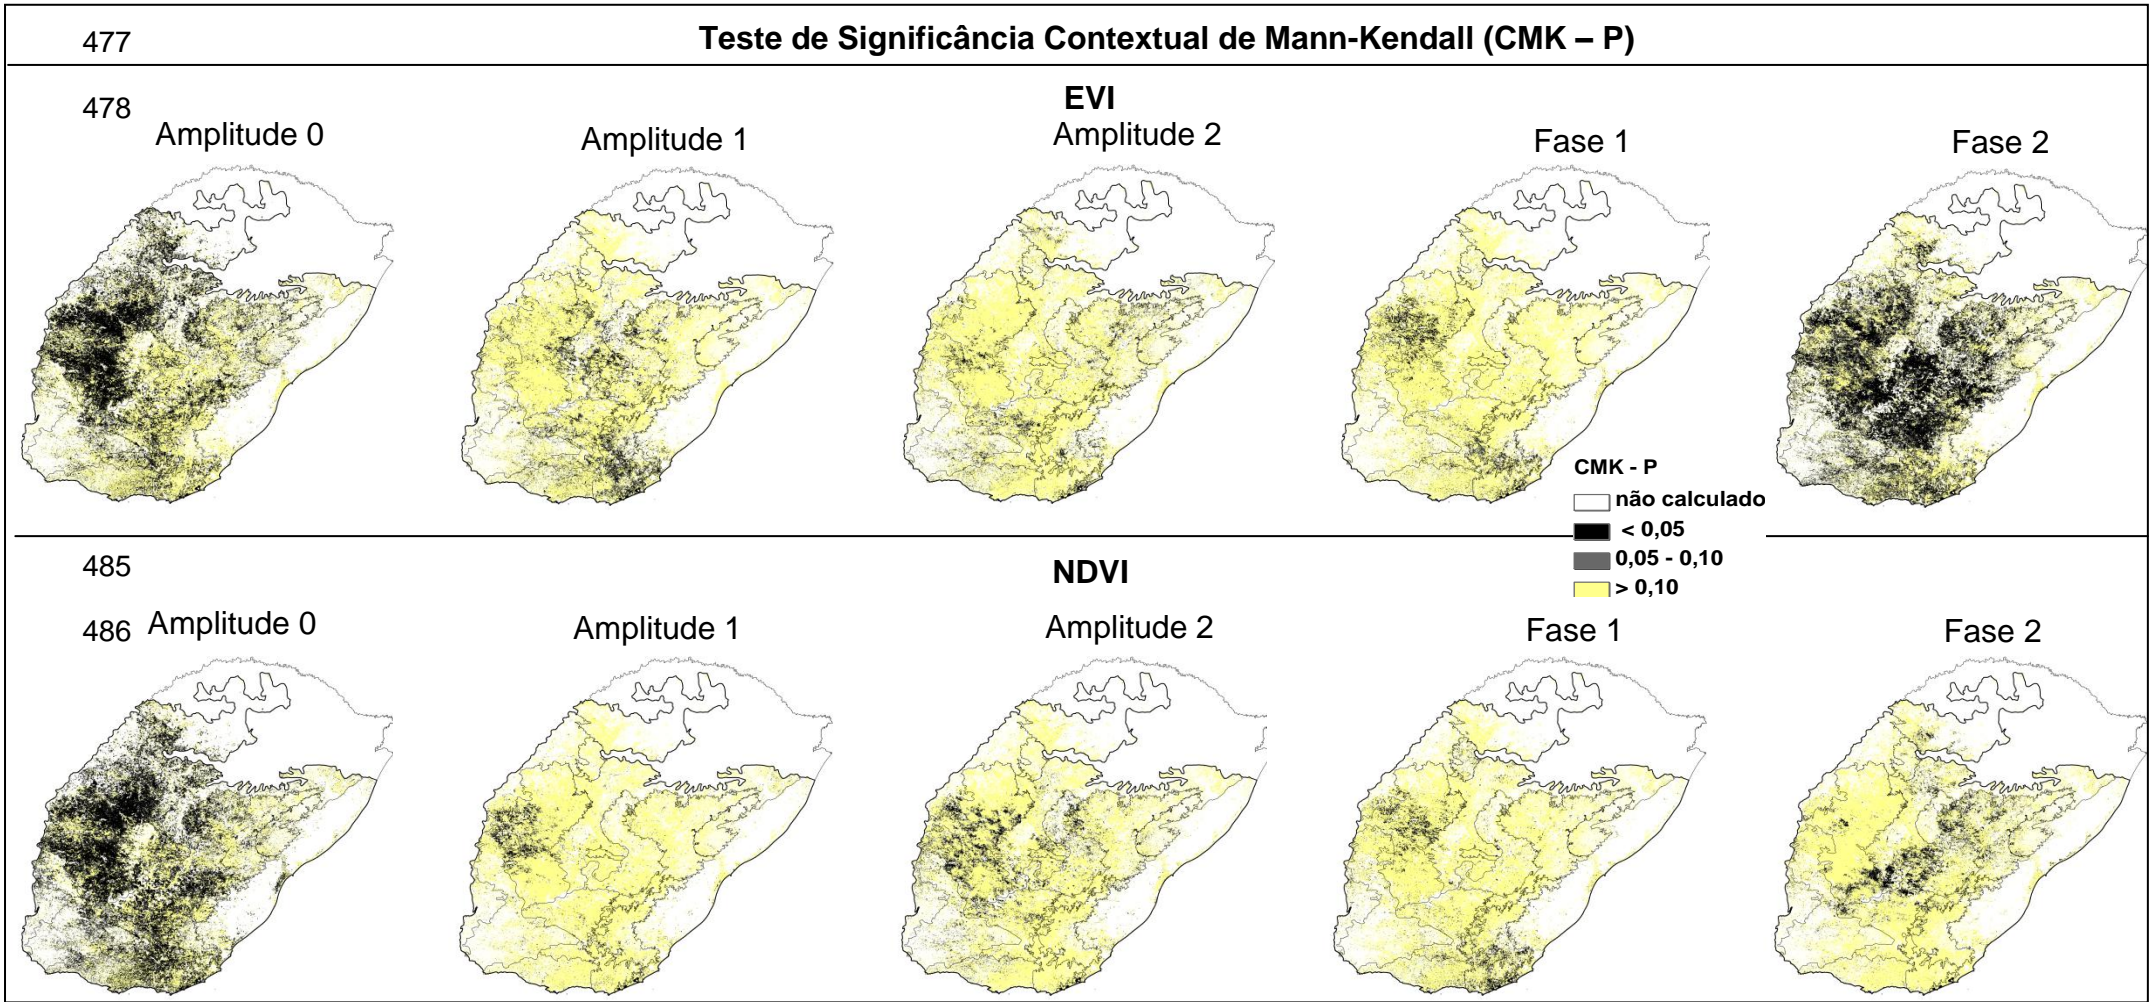 477
Teste de Significância Contextual de Mann-Kendall (CMK – P)
478
EVI
Amplitude 0
Amplitude 1
Amplitude 2
Fase 1
Fase 2
CMK - P
não calculado
< 0,05
0,05 - 0,10
> 0,10
485
NDVI
486
Amplitude 0
Amplitude 1
Amplitude 2
Fase 1
Fase 2